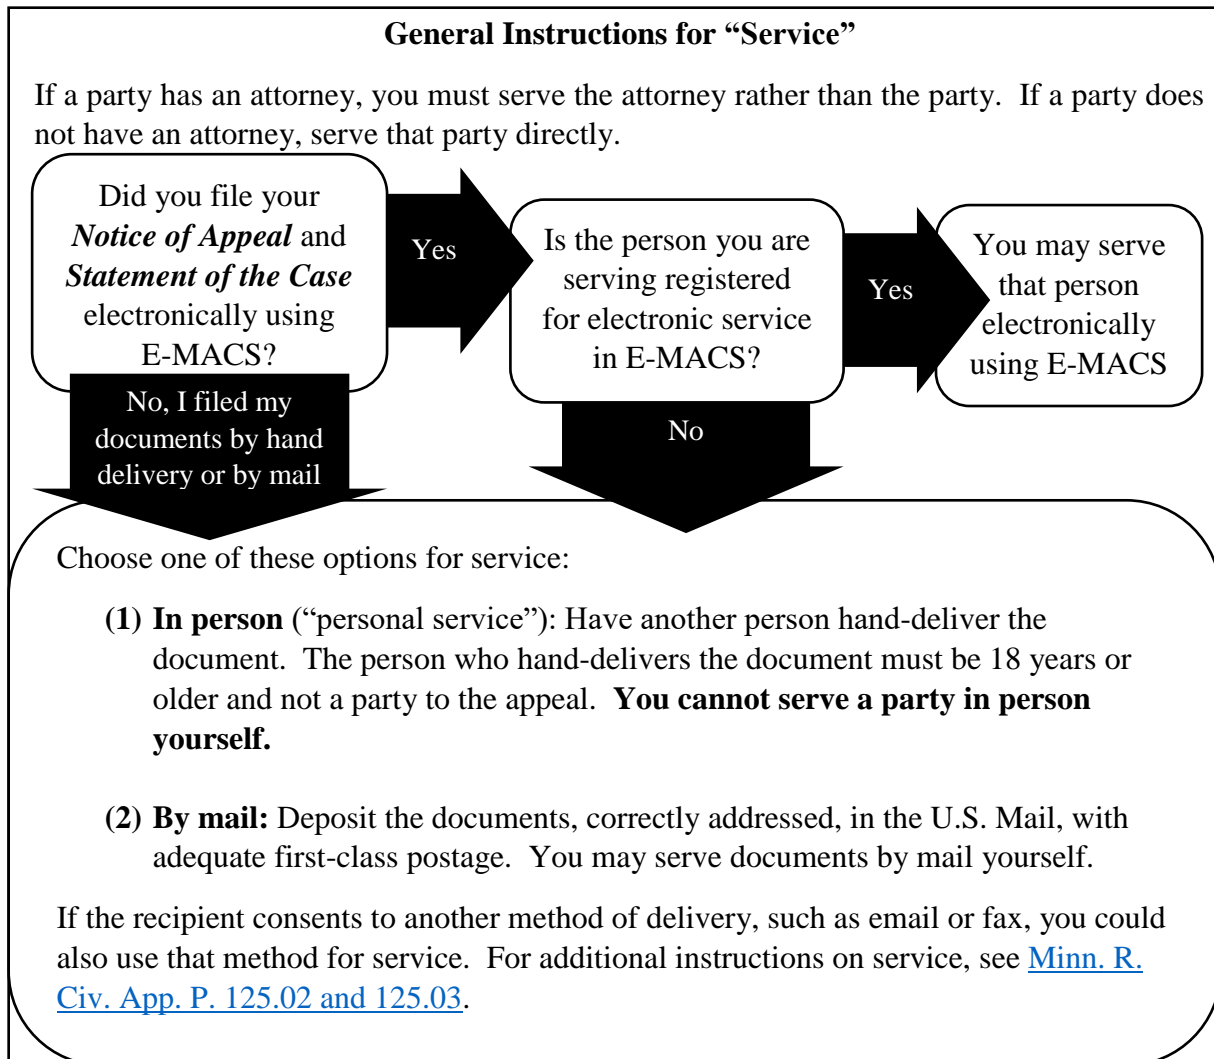 General Instructions for “Service”
If a party has an attorney, you must serve the attorney rather than the party.  If a party does
not have an attorney, serve that party directly.
Did you file your
Notice of Appeal and
Statement of the Case
electronically using
E-MACS?
Yes
Is the person you are
serving registered
for electronic service
in E-MACS?
Yes
You may serve
that person
electronically
using E-MACS
No, I filed my
documents by hand
delivery or by mail
No
Choose one of these options for service:
(1) In person (“personal service”): Have another person hand-deliver the
document.  The person who hand-delivers the document must be 18 years or
older and not a party to the appeal.  You cannot serve a party in person
yourself.
(2) By mail: Deposit the documents, correctly addressed, in the U.S. Mail, with
adequate first-class postage.  You may serve documents by mail yourself.
If the recipient consents to another method of delivery, such as email or fax, you could
also use that method for service.  For additional instructions on service, see Minn. R.
Civ. App. P. 125.02 and 125.03.